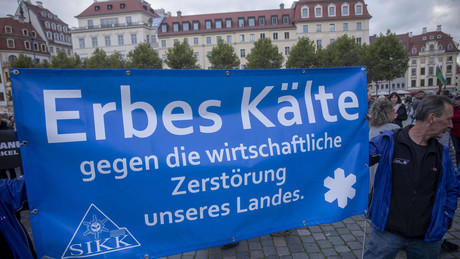 Erbes Kälte
gegen die wirtschaftliche
Zerstörung
unseres Landes.
SIKK